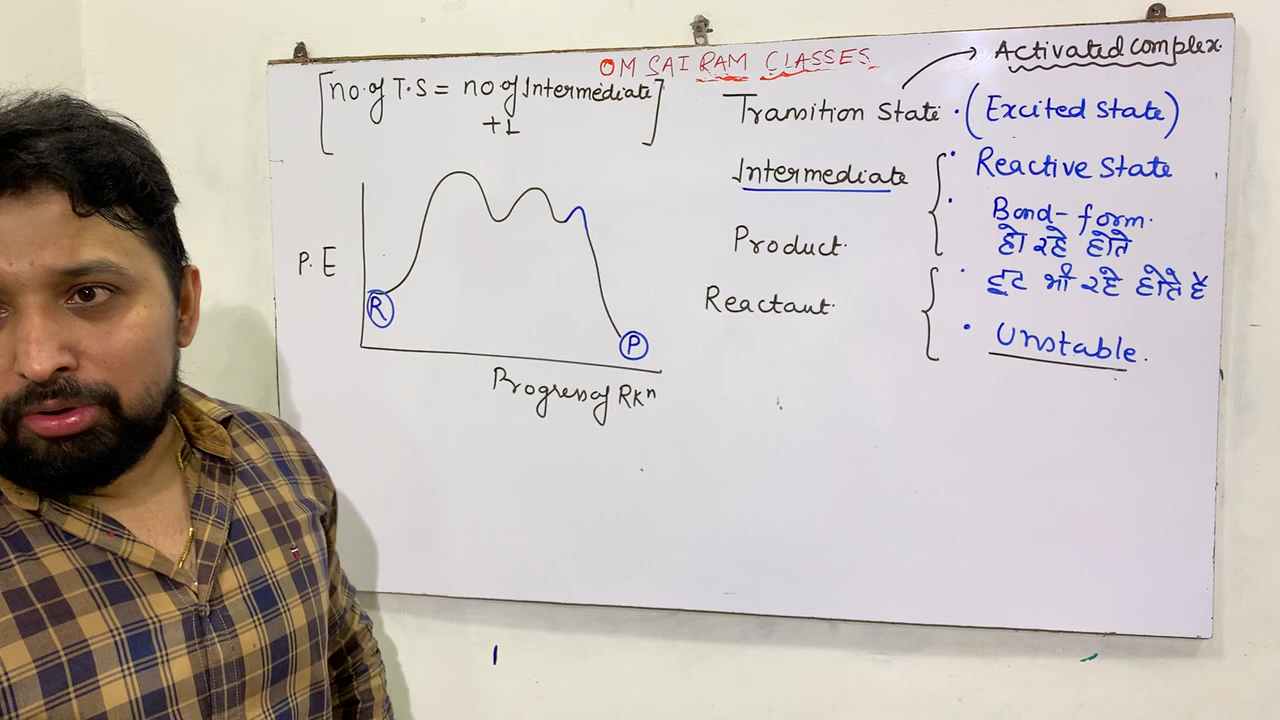 OM SAI RAM CLASSES
[no. of T.S = no of Intermediate
+1]
P. E
R
P
Progress of RXⁿ
Activated complex.
Transition State. (Excited State)
Intermediate
Product.
Reactant.
• Reactive State
• Bond-form.
हो रहे होते
• टूट भी रहे होते हैं
• Unstable.